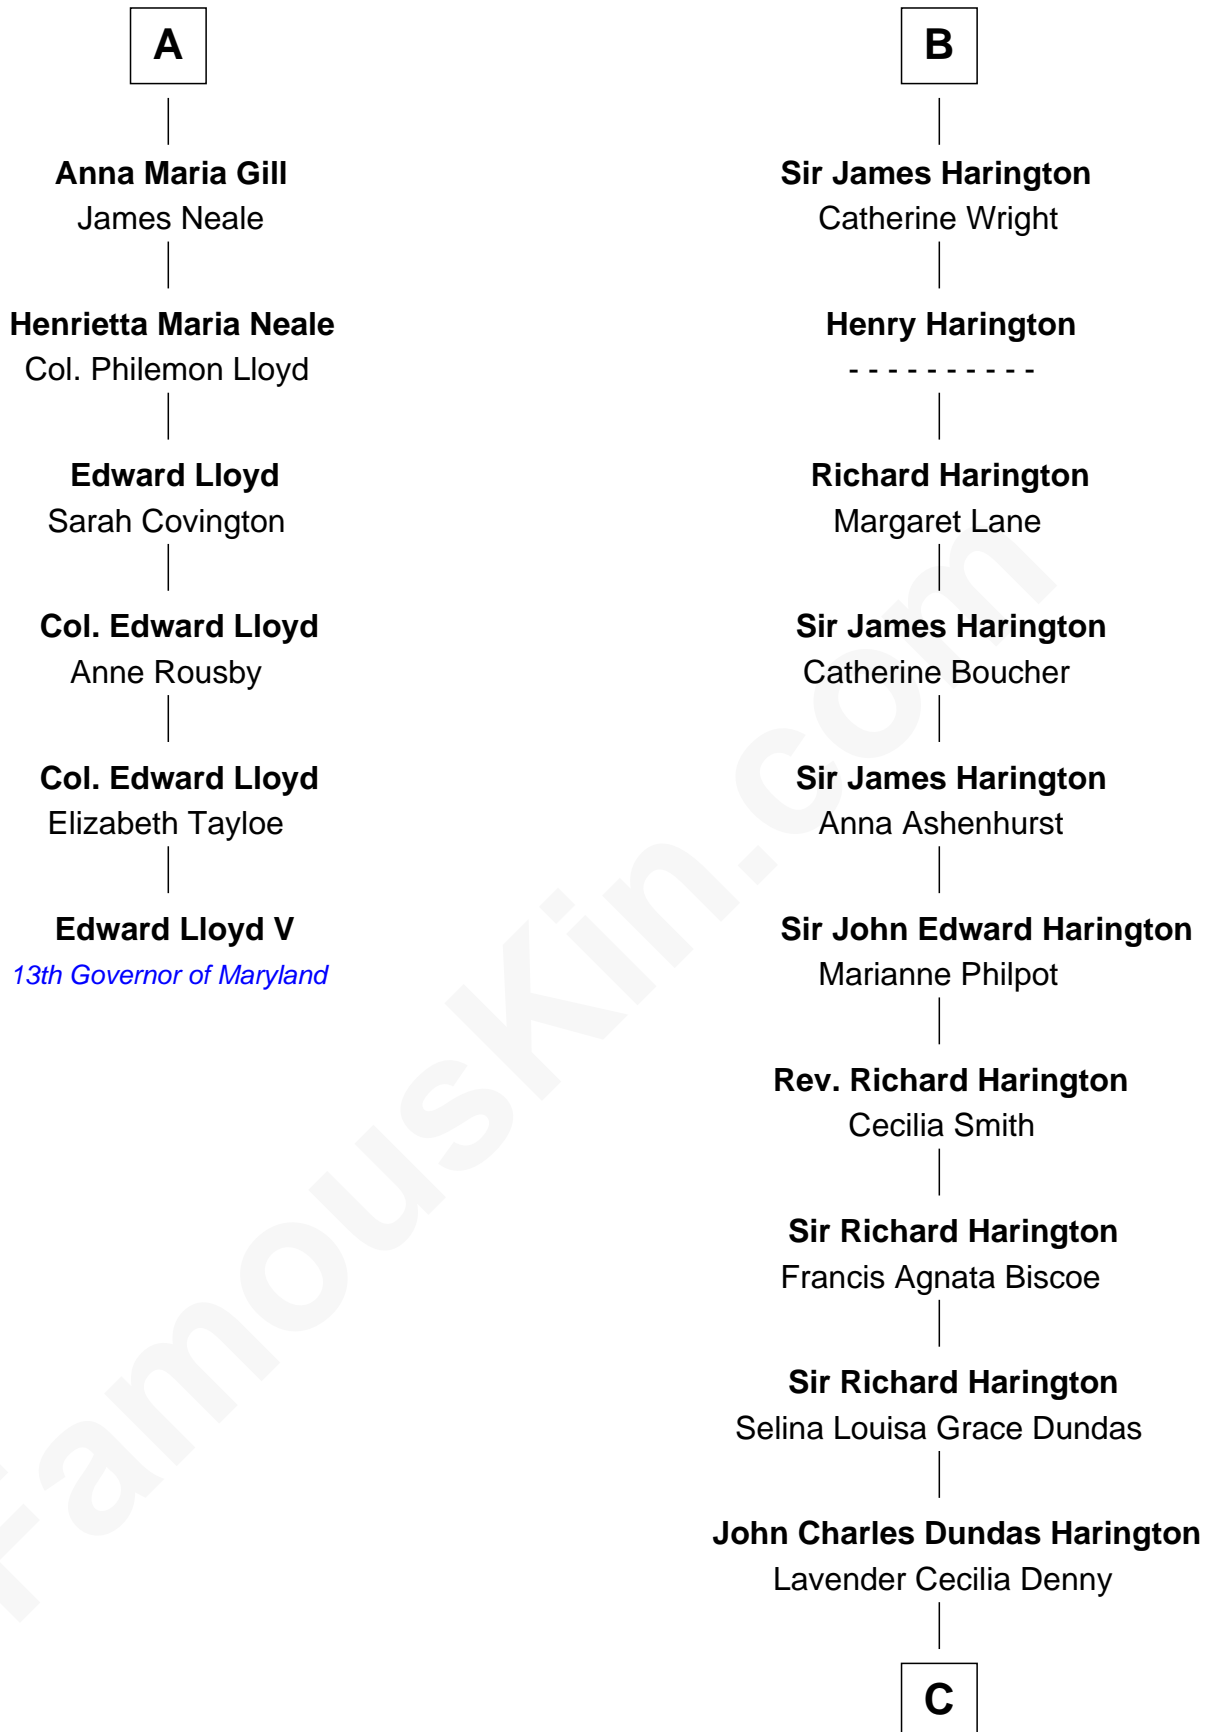 A
Anna Maria Gill
James Neale
Henrietta Maria Neale
Col. Philemon Lloyd
Edward Lloyd
Sarah Covington
Col. Edward Lloyd
Anne Rousby
Col. Edward Lloyd
Elizabeth Tayloe
Edward Lloyd V
13th Governor of Maryland
B
Sir James Harington
Catherine Wright
Henry Harington
- - - - - - - - - -
Richard Harington
Margaret Lane
Sir James Harington
Catherine Boucher
Sir James Harington
Anna Ashenhurst
Sir John Edward Harington
Marianne Philpot
Rev. Richard Harington
Cecilia Smith
Sir Richard Harington
Francis Agnata Biscoe
Sir Richard Harington
Selina Louisa Grace Dundas
John Charles Dundas Harington
Lavender Cecilia Denny
C
FamousKin.com